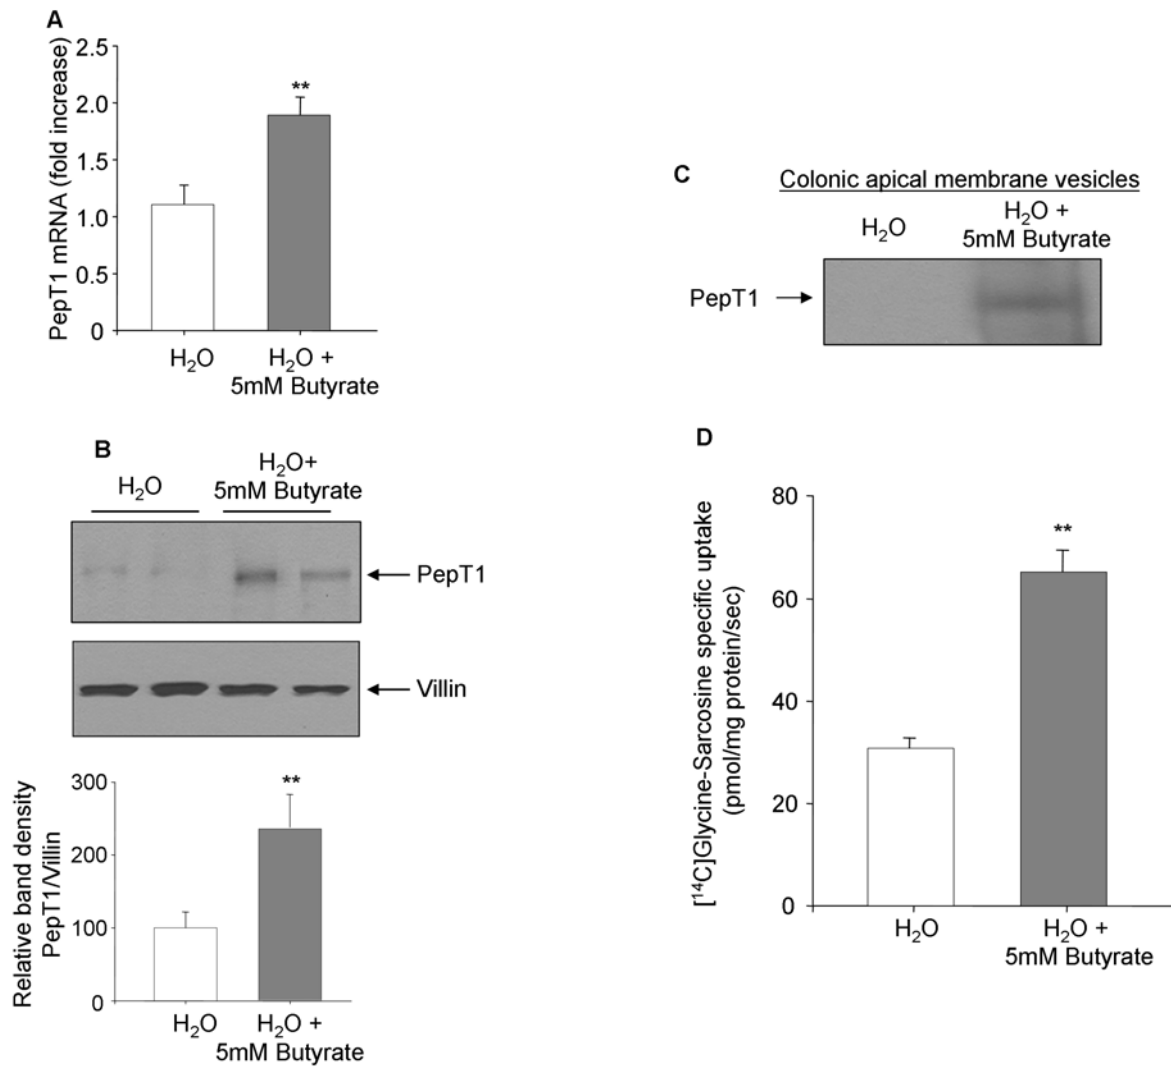 A
PepT1 mRNA (fold increase)
2.5
2.0
1.5
1.0
0.5
0
**
H₂O
H₂O +
5mM Butyrate
B
H₂O
H₂O+
5mM Butyrate
PepT1
Villin
Relative band density
PepT1/Villin
300
200
100
0
**
H₂O
H₂O +
5mM Butyrate
C
Colonic apical membrane vesicles
H₂O
H₂O +
5mM Butyrate
PepT1
D
[¹⁴C]Glycine-Sarcosine specific uptake
(pmol/mg protein/sec)
80
60
40
20
0
**
H₂O
H₂O +
5mM Butyrate